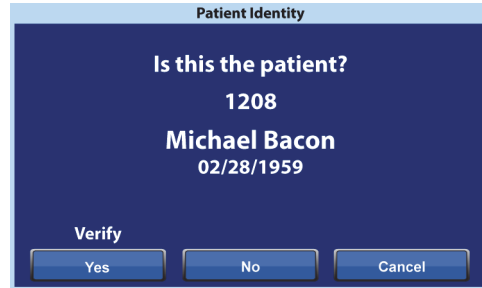 Patient Identity
Is this the patient?
1208
Michael Bacon
02/28/1959
Verify
Yes No Cancel